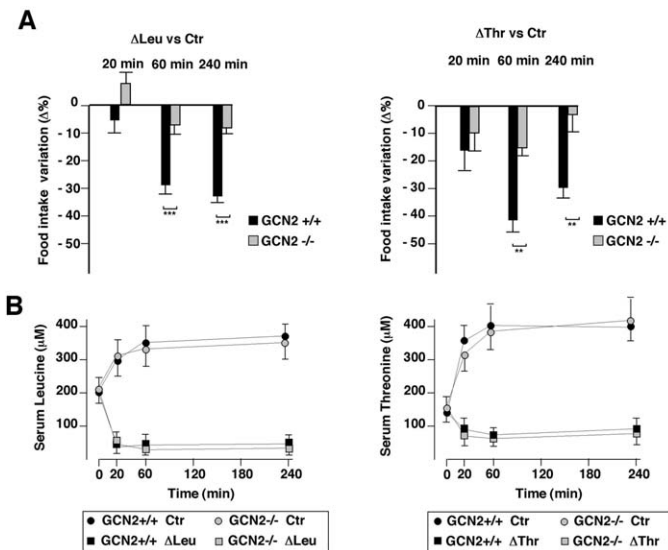 A
ΔLeu vs Ctr
20 min 60 min 240 min
Food intake variation (Δ%)
0
- 10
- 20
- 30
- 40
- 50
***
***
GCN2 +/+
GCN2 -/-
ΔThr vs Ctr
20 min 60 min 240 min
Food intake variation (Δ%)
0
- 10
- 20
- 30
- 40
- 50
**
**
GCN2 +/+
GCN2 -/-
B
Serum Leucine (μM)
400
300
200
100
0 20 60 240
Time (min)
GCN2+/+ Ctr GCN2-/- Ctr
GCN2+/+ ΔLeu GCN2-/- ΔLeu
Serum Threonine (μM)
400
300
200
100
0 20 60 240
Time (min)
GCN2+/+ Ctr GCN2-/- Ctr
GCN2+/+ ΔThr GCN2-/- ΔThr